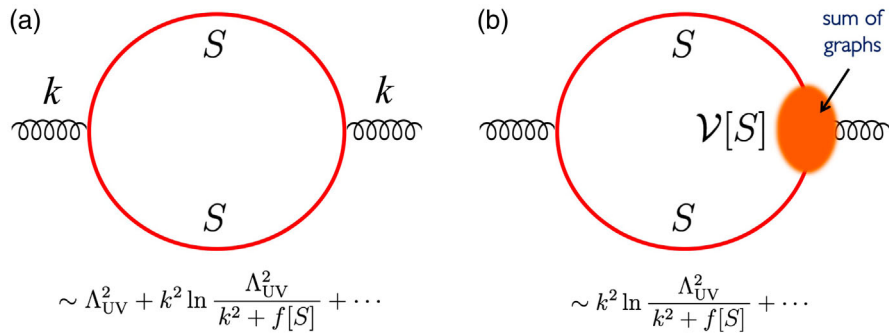 (a)
S
k
k
S
∼ Λ²_UV + k² ln Λ²_UV / (k² + f[S]) + ⋯
(b)
sum of
graphs
S
𝒱[S]
S
∼ k² ln Λ²_UV / (k² + f[S]) + ⋯